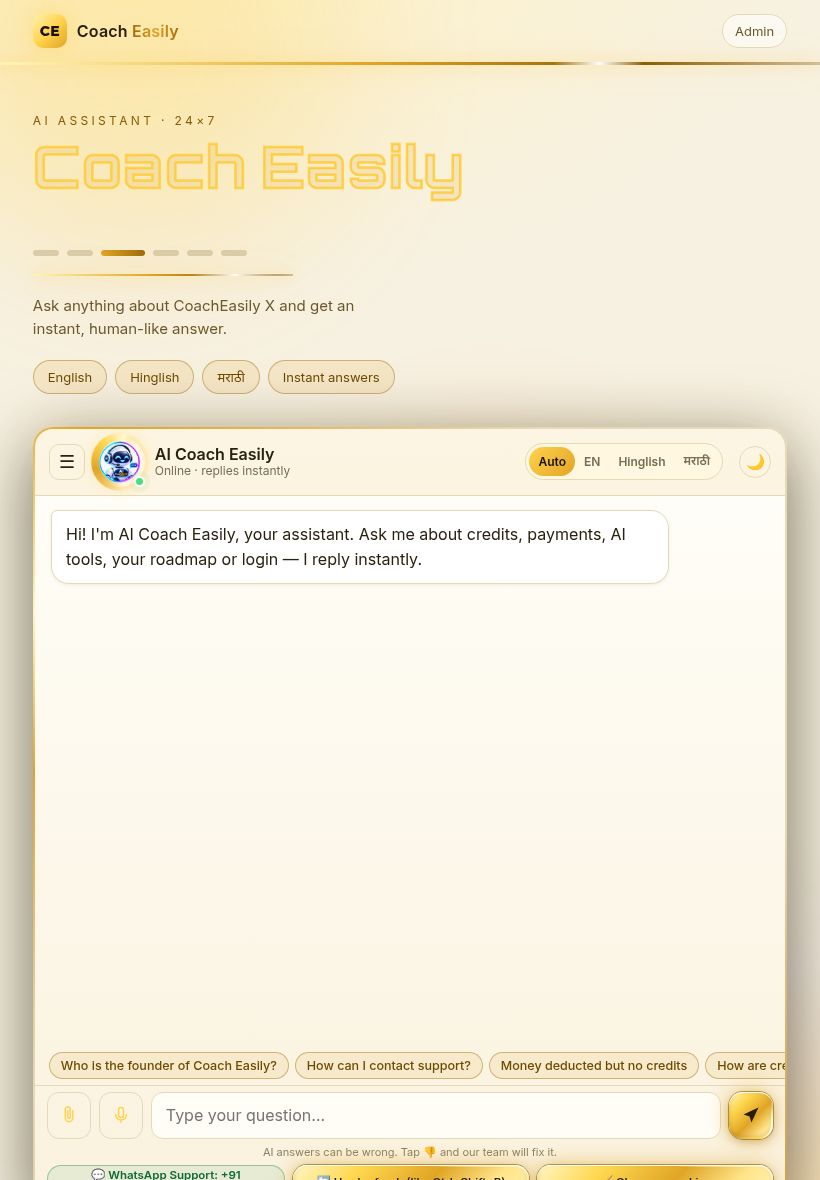 CE Coach Easily
Admin
AI ASSISTANT · 24×7
Coach Easily
Ask anything about CoachEasily X and get an
instant, human-like answer.
English Hinglish मराठी Instant answers
☰ AI Coach Easily
Online · replies instantly
Auto EN Hinglish मराठी 🌙
Hi! I'm AI Coach Easily, your assistant. Ask me about credits, payments, AI
tools, your roadmap or login — I reply instantly.
Who is the founder of Coach Easily? How can I contact support? Money deducted but no credits How are
Type your question...
AI answers can be wrong. Tap 👎 and our team will fix it.
💬 WhatsApp Support: +91